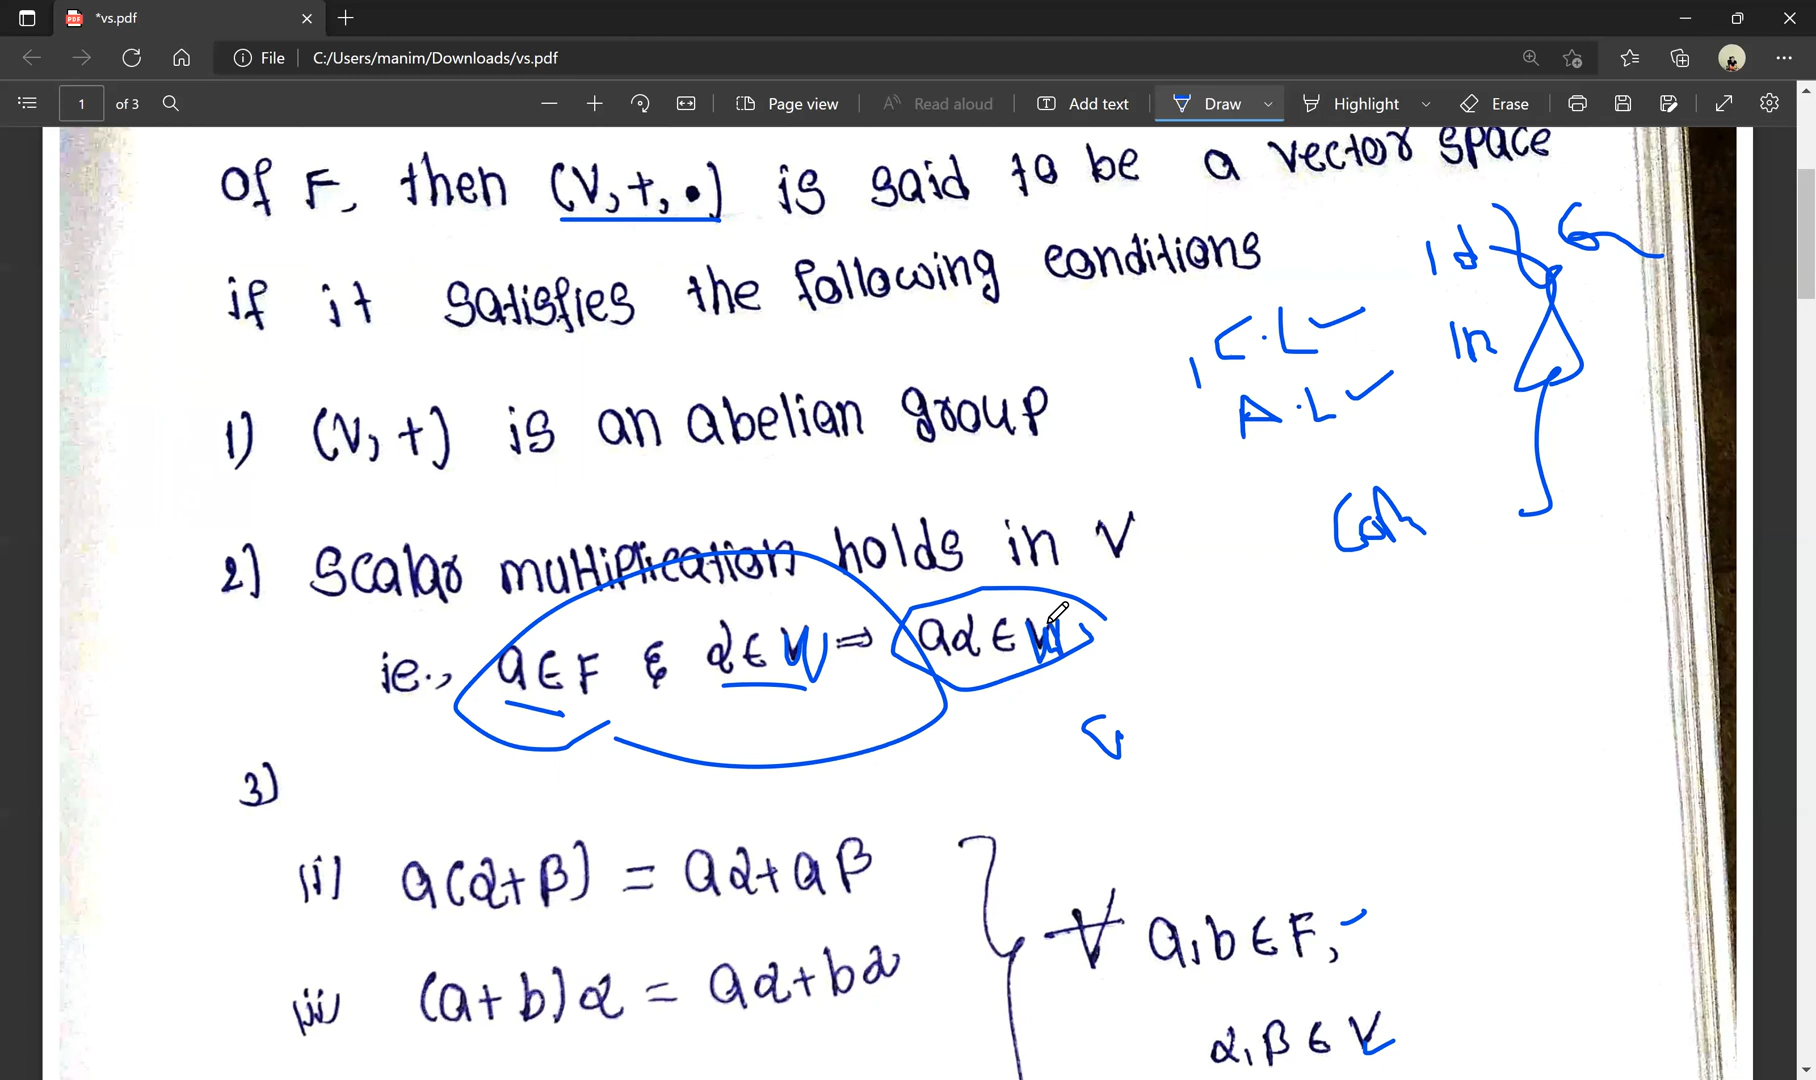 *vs.pdf
File C:/Users/manim/Downloads/vs.pdf
1 of 3 Page view Read aloud Add text Draw Highlight Erase
Of F, then (V,+,•) is said to be a vector space
if it satisfies the following conditions
Id
C.L ✓
In
A.L ✓
1) (V,+) is an abelian group
2) Scalar multiplication holds in V
ie., a∈F & α∈V ⇒ aα∈V
3)
(i) a(α+β) = aα+aβ
∀ a,b∈F,
(ii) (a+b)α = aα+bα
α,β∈V